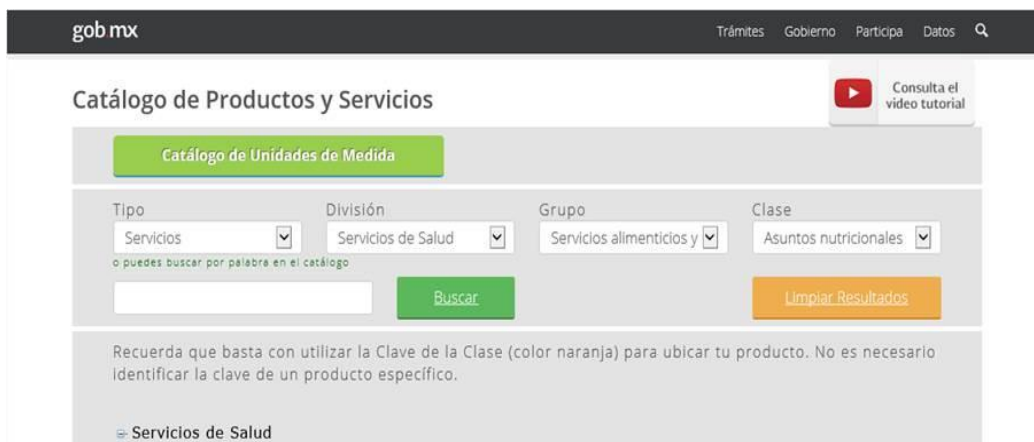 gob.mx
Trámites Gobierno Participa Datos
Consulta el
video tutorial
Catálogo de Productos y Servicios
Catálogo de Unidades de Medida
Tipo División Grupo Clase
Servicios Servicios de Salud Servicios alimenticios y Asuntos nutricionales
o puedes buscar por palabra en el catálogo
Buscar Limpiar Resultados
Recuerda que basta con utilizar la Clave de la Clase (color naranja) para ubicar tu producto. No es necesario
identificar la clave de un producto específico.
Servicios de Salud